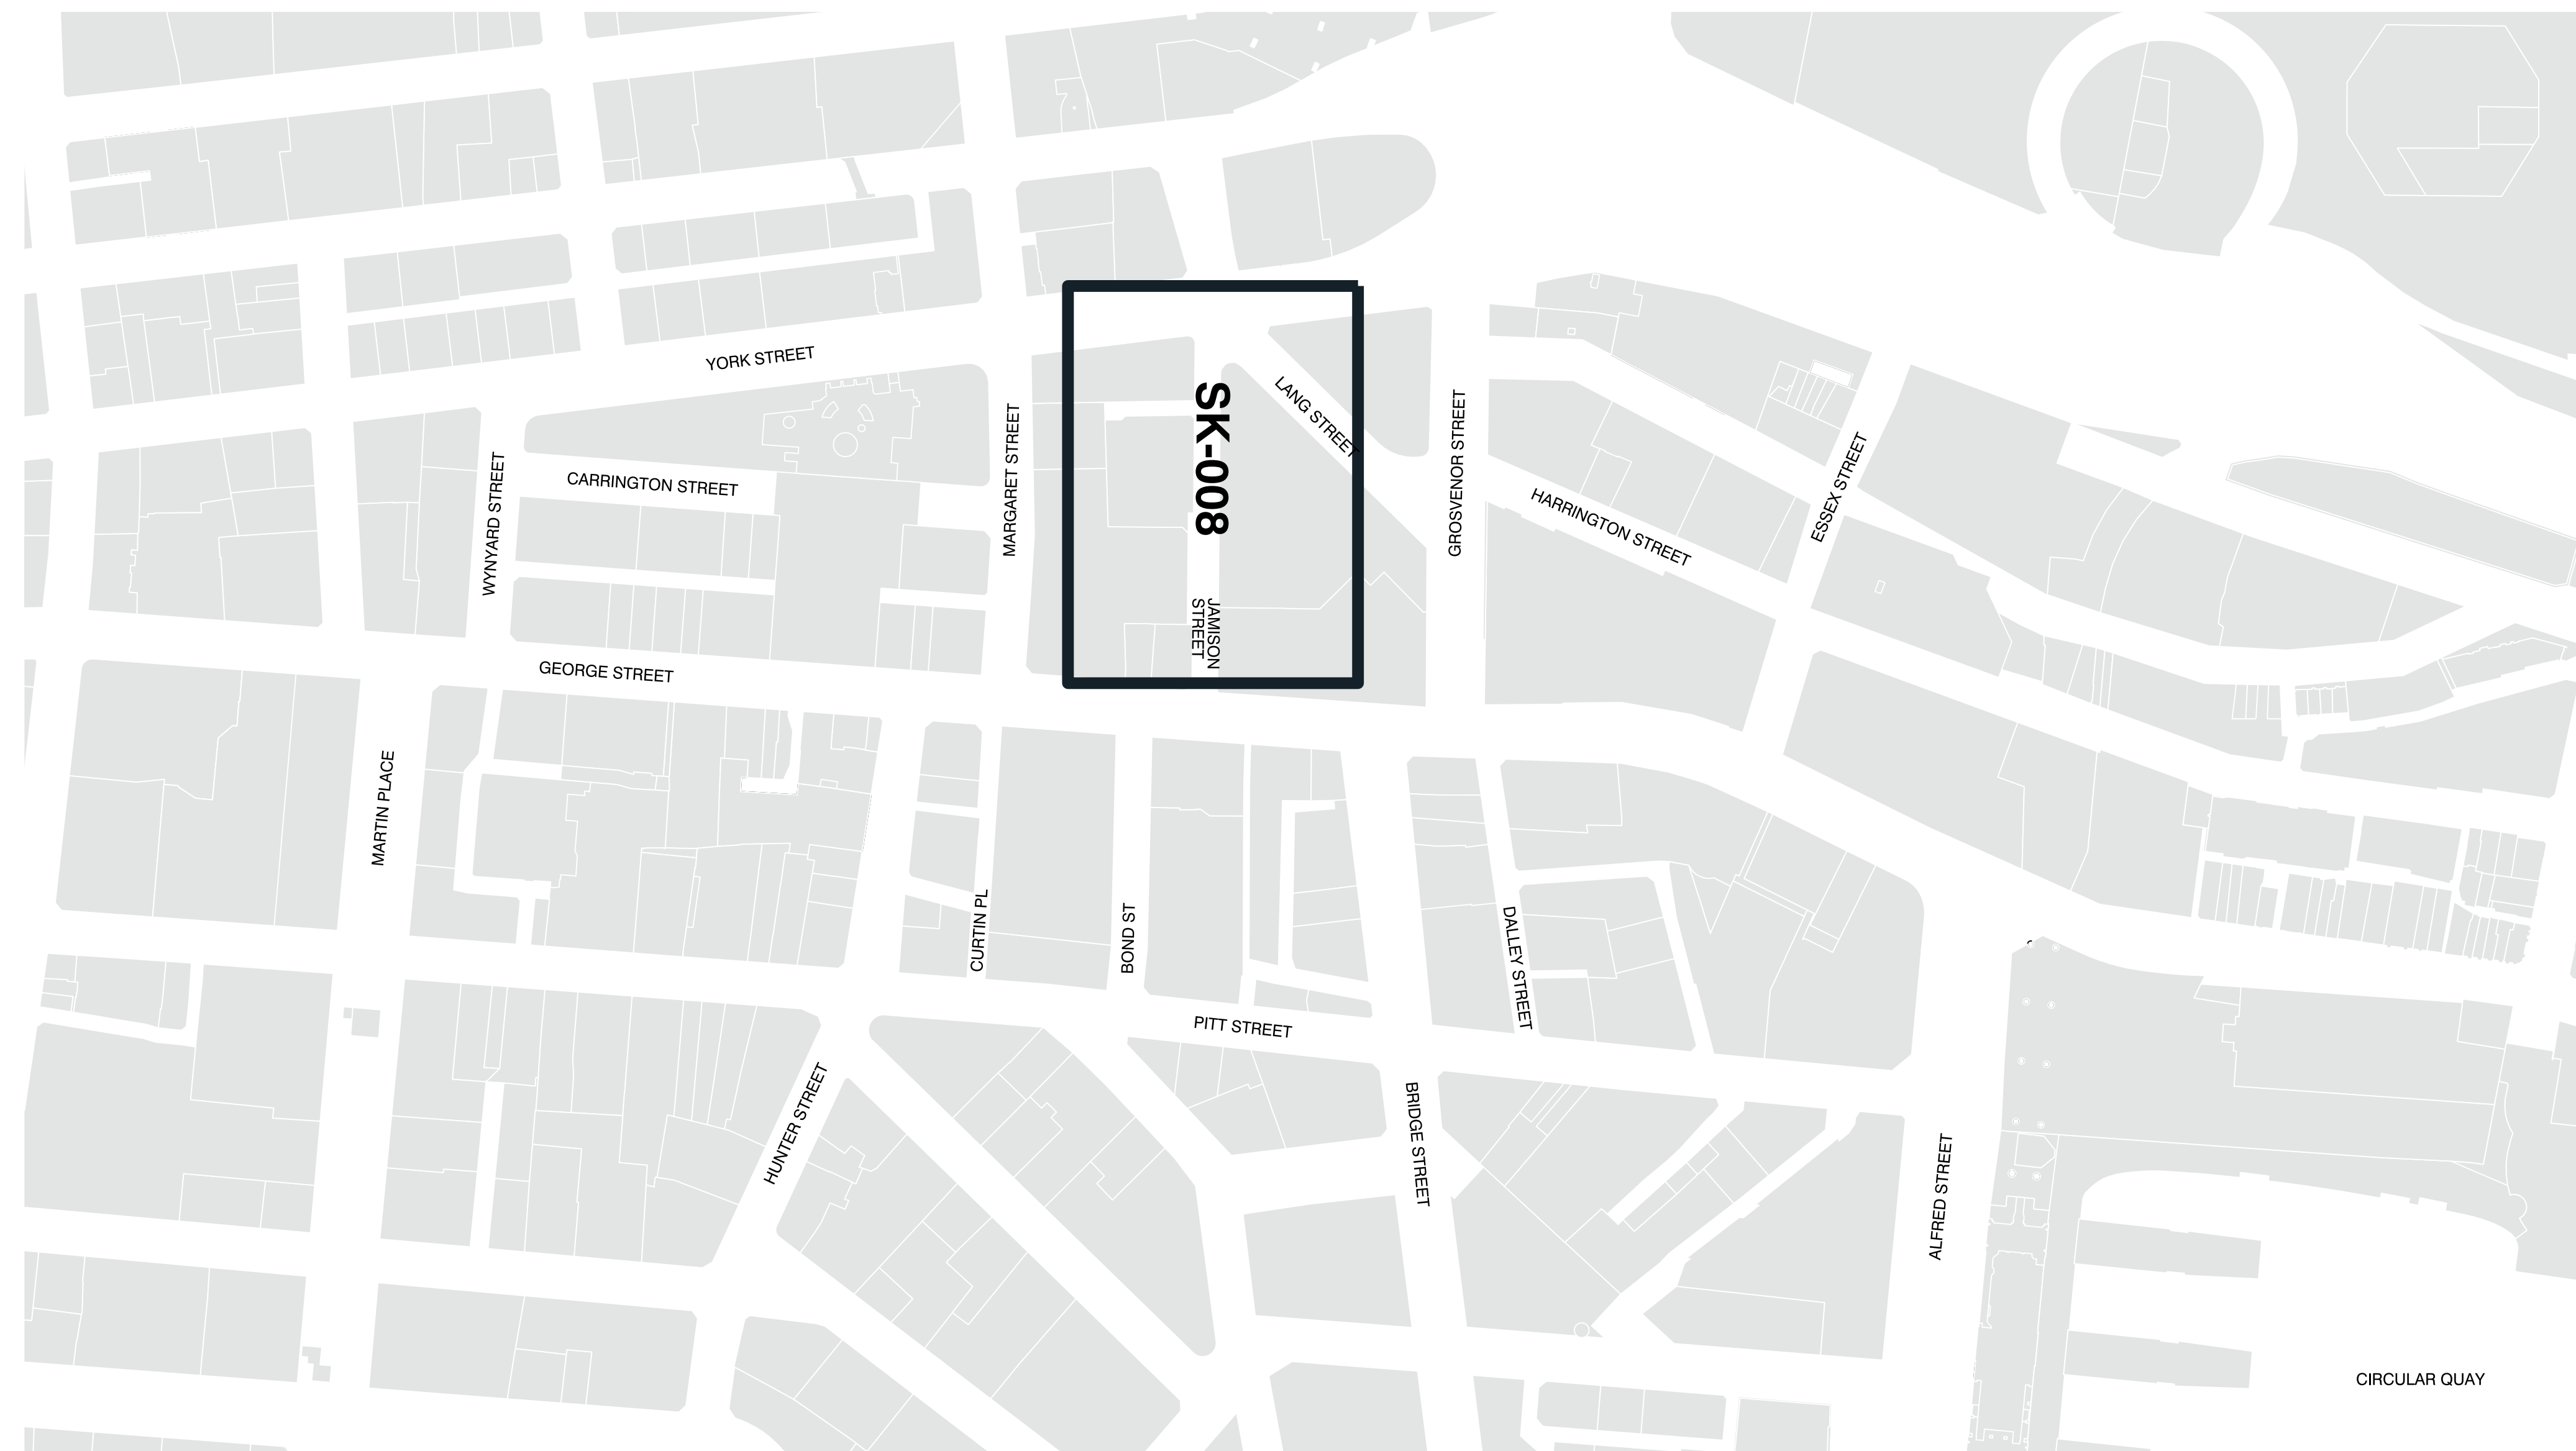 YORK STREET
LANG STREET
SK-008
CARRINGTON STREET
WYNYARD STREET
MARGARET STREET
GROSVENOR STREET
HARRINGTON STREET
ESSEX STREET
JAMISON
STREET
GEORGE STREET
MARTIN PLACE
CURTIN PL
BOND ST
DALLEY STREET
PITT STREET
HUNTER STREET
BRIDGE STREET
ALFRED STREET
CIRCULAR QUAY